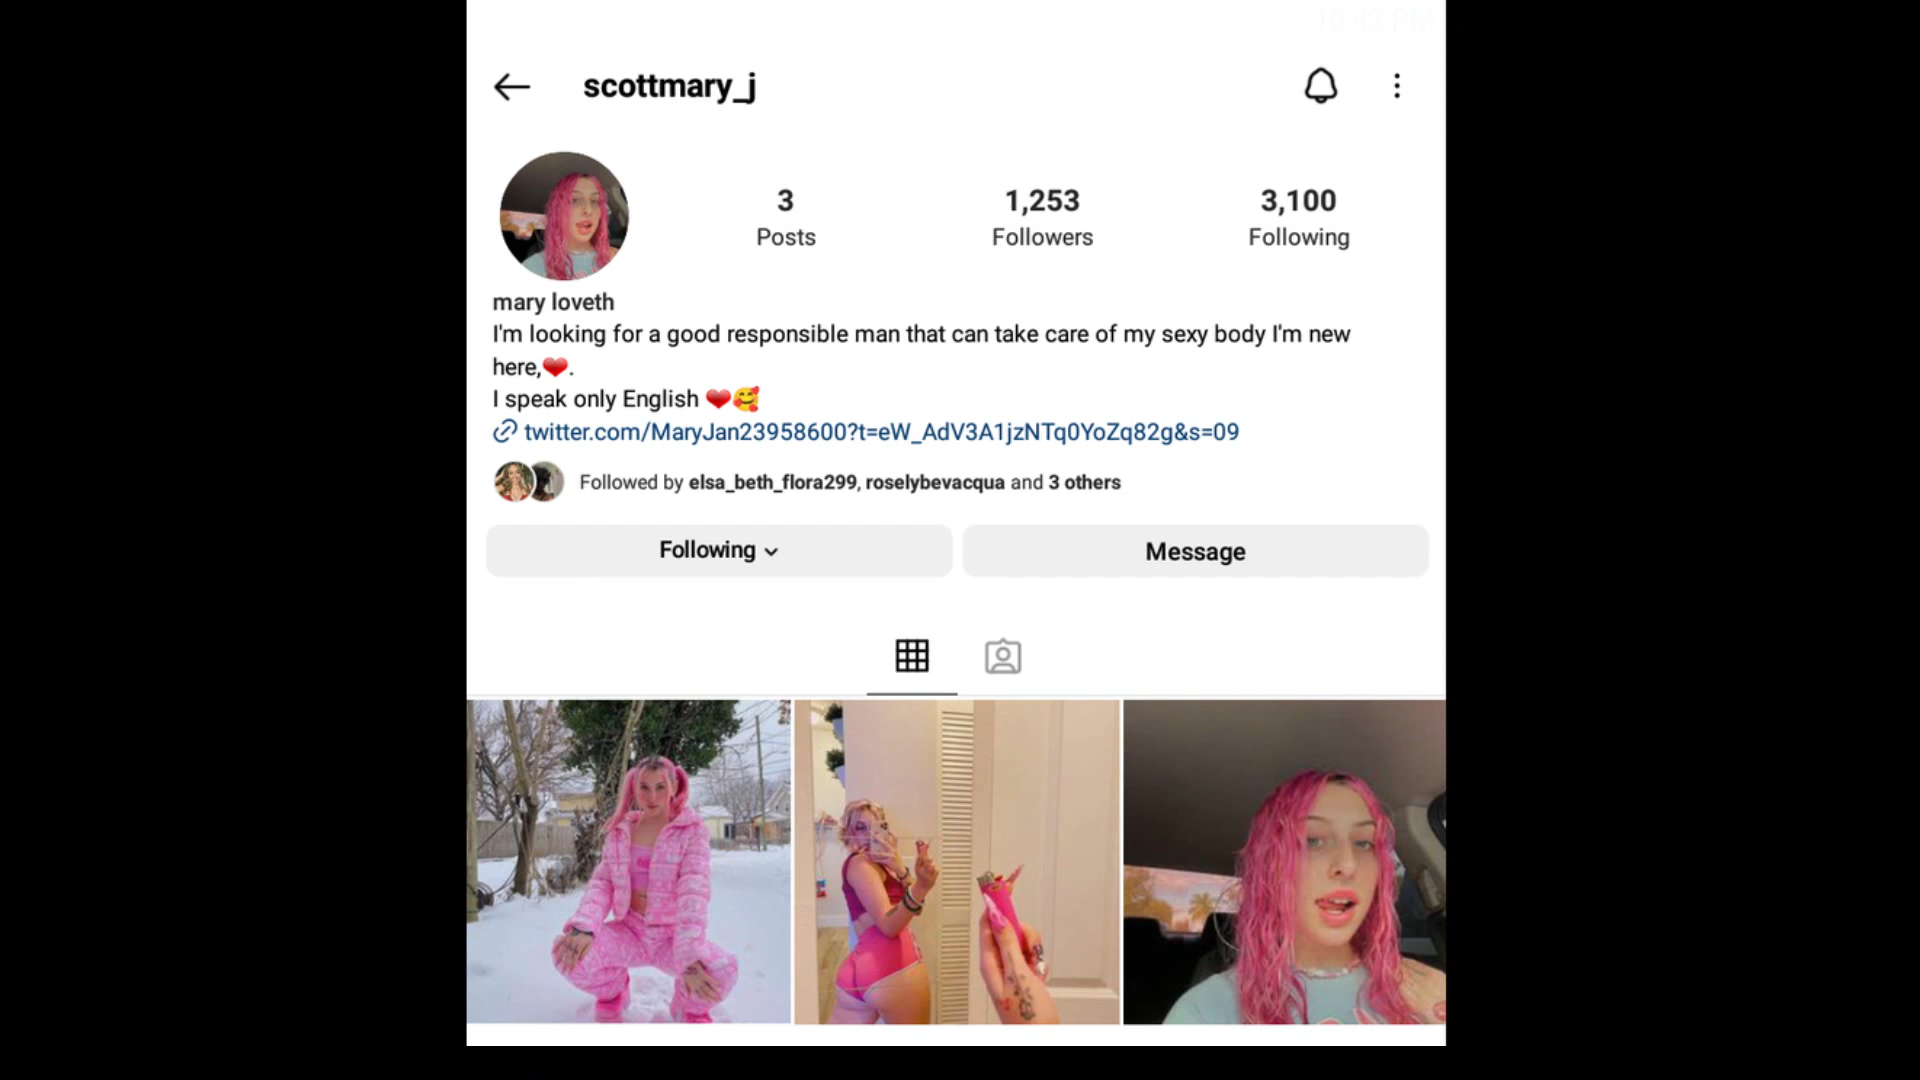 scottmary_j
3
Posts
1,253
Followers
3,100
Following
mary loveth
I'm looking for a good responsible man that can take care of my sexy body I'm new
here,❤️.
I speak only English ❤️🥰
twitter.com/MaryJan23958600?t=eW_AdV3A1jzNTq0YoZq82g&s=09
Followed by elsa_beth_flora299, roselybevacqua and 3 others
Following
Message